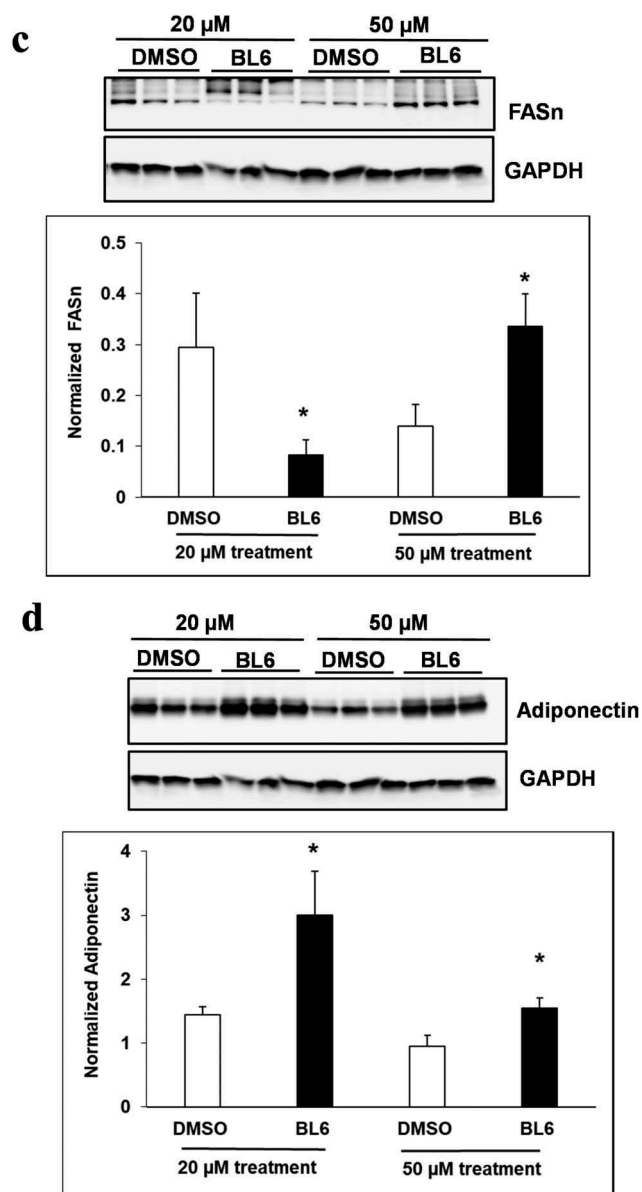 c
20 µM 50 µM
DMSO BL6 DMSO BL6
FASn
GAPDH
0.5
0.4
0.3
0.2
0.1
0
Normalized FASn
*
*
DMSO BL6 DMSO BL6
20 µM treatment 50 µM treatment
d
20 µM 50 µM
DMSO BL6 DMSO BL6
Adiponectin
GAPDH
4
3
2
1
0
Normalized Adiponectin
*
*
DMSO BL6 DMSO BL6
20 µM treatment 50 µM treatment